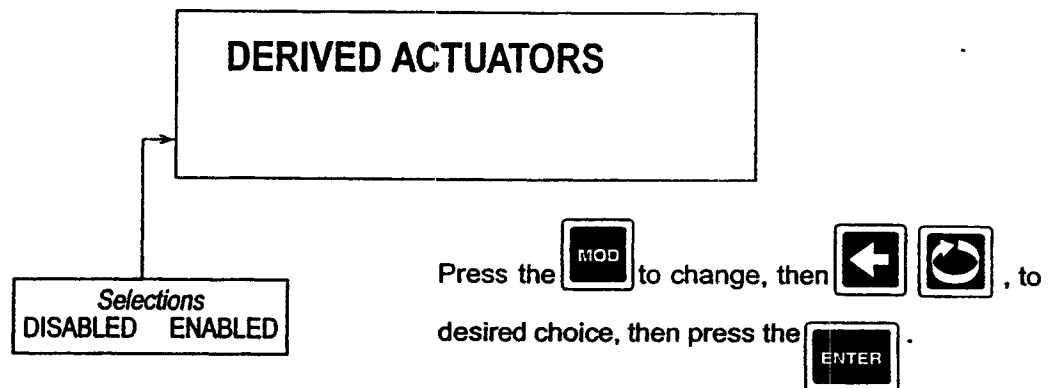 DERIVED ACTUATORS
Selections
DISABLED ENABLED
Press the MOD to change, then , to
desired choice, then press the ENTER .